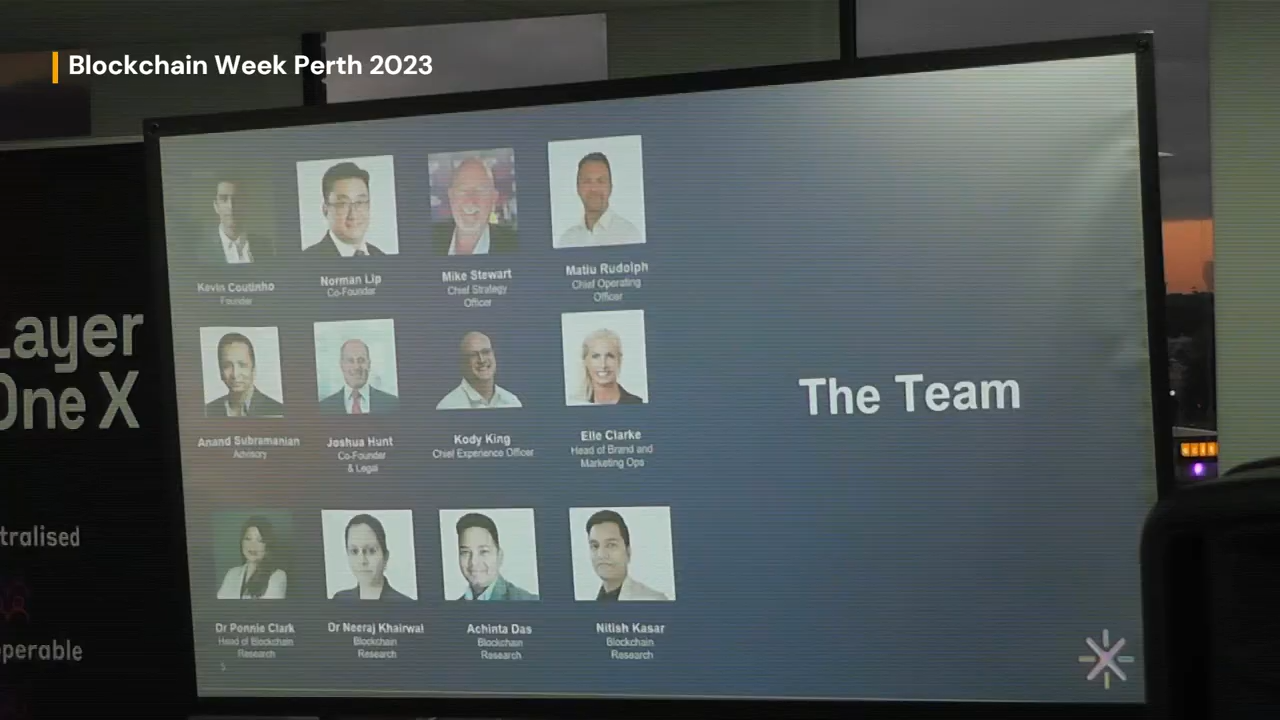 Blockchain Week Perth 2023
Layer
One X
tralised
perable
Kevin Coutinho
Founder
Norman Lip
Co-Founder
Mike Stewart
Chief Strategy
Officer
Matiu Rudolph
Chief Operating
Officer
Anand Subramanian
Advisory
Joshua Hunt
Co-Founder
& Legal
Kody King
Chief Experience Officer
Elle Clarke
Head of Brand and
Marketing Ops
The Team
Dr Ponnie Clark
Head of Blockchain
Research
Dr Neeraj Khairwal
Blockchain
Research
Achinta Das
Blockchain
Research
Nitish Kasar
Blockchain
Research
5